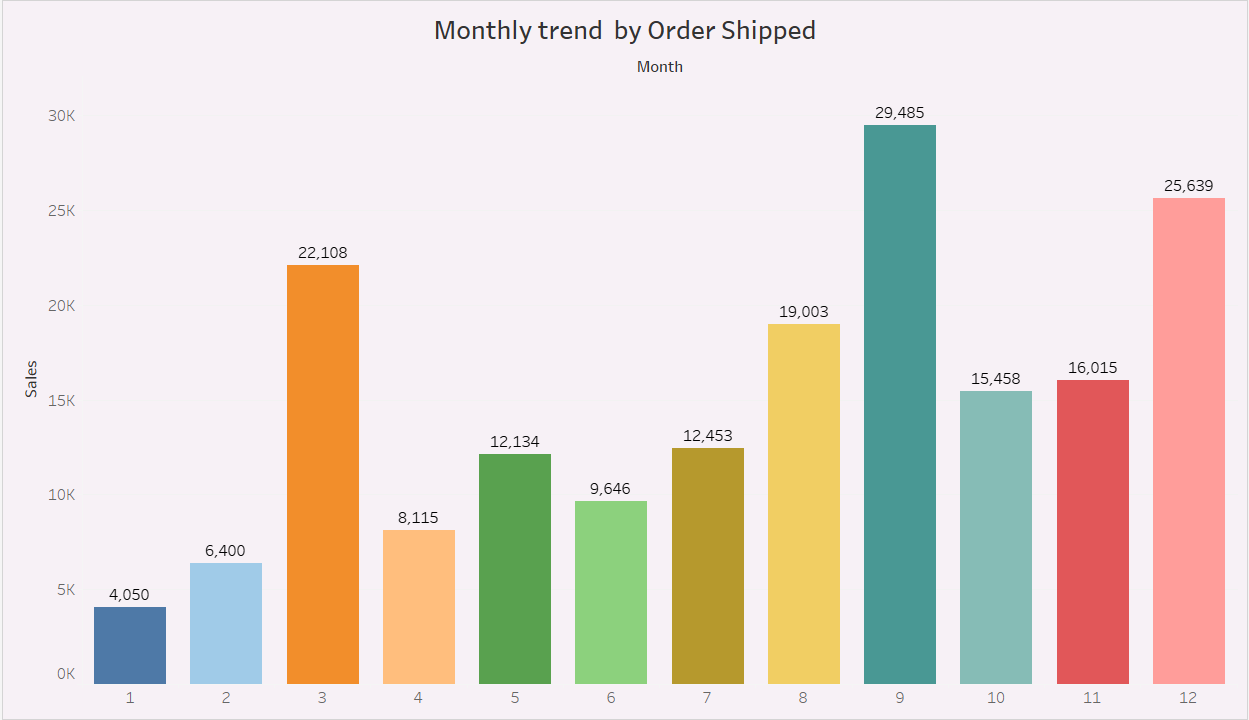 Monthly trend  by Order Shipped
Month
30K
25K
20K
15K
10K
5K
0K
Sales
4,050
6,400
22,108
8,115
12,134
9,646
12,453
19,003
29,485
15,458
16,015
25,639
1 2 3 4 5 6 7 8 9 10 11 12